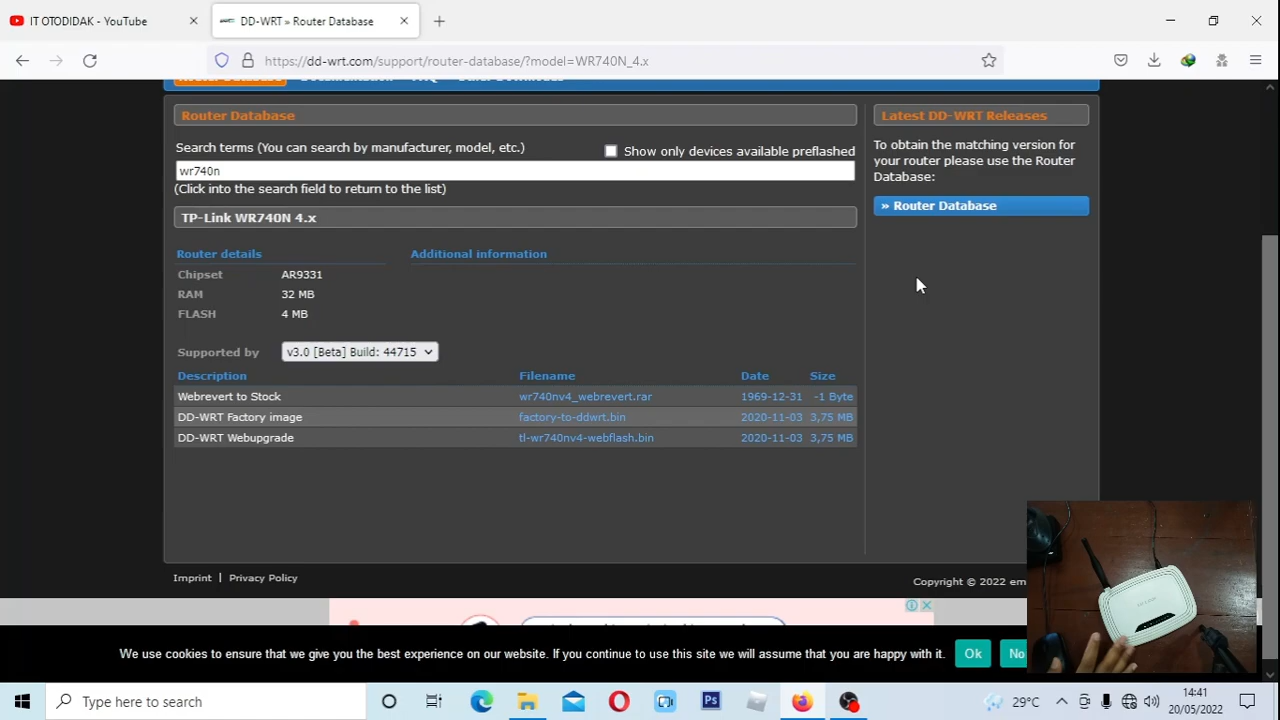 IT OTODIDAK - YouTube
DD-WRT » Router Database
https://dd-wrt.com/support/router-database/?model=WR740N_4.x
Router Database
Latest DD-WRT Releases
Search terms (You can search by manufacturer, model, etc.)
Show only devices available preflashed
wr740n
(Click into the search field to return to the list)
To obtain the matching version for
your router please use the Router
Database:
» Router Database
TP-Link WR740N 4.x
Router details
Additional information
Chipset AR9331
RAM 32 MB
FLASH 4 MB
Supported by v3.0 [Beta] Build: 44715
Description Filename Date Size
Webrevert to Stock wr740nv4_webrevert.rar 1969-12-31 -1 Byte
DD-WRT Factory image factory-to-ddwrt.bin 2020-11-03 3,75 MB
DD-WRT Webupgrade tl-wr740nv4-webflash.bin 2020-11-03 3,75 MB
Imprint | Privacy Policy
Copyright © 2022 em
We use cookies to ensure that we give you the best experience on our website. If you continue to use this site we will assume that you are happy with it.
Ok
No
Type here to search
29°C
14:41
20/05/2022